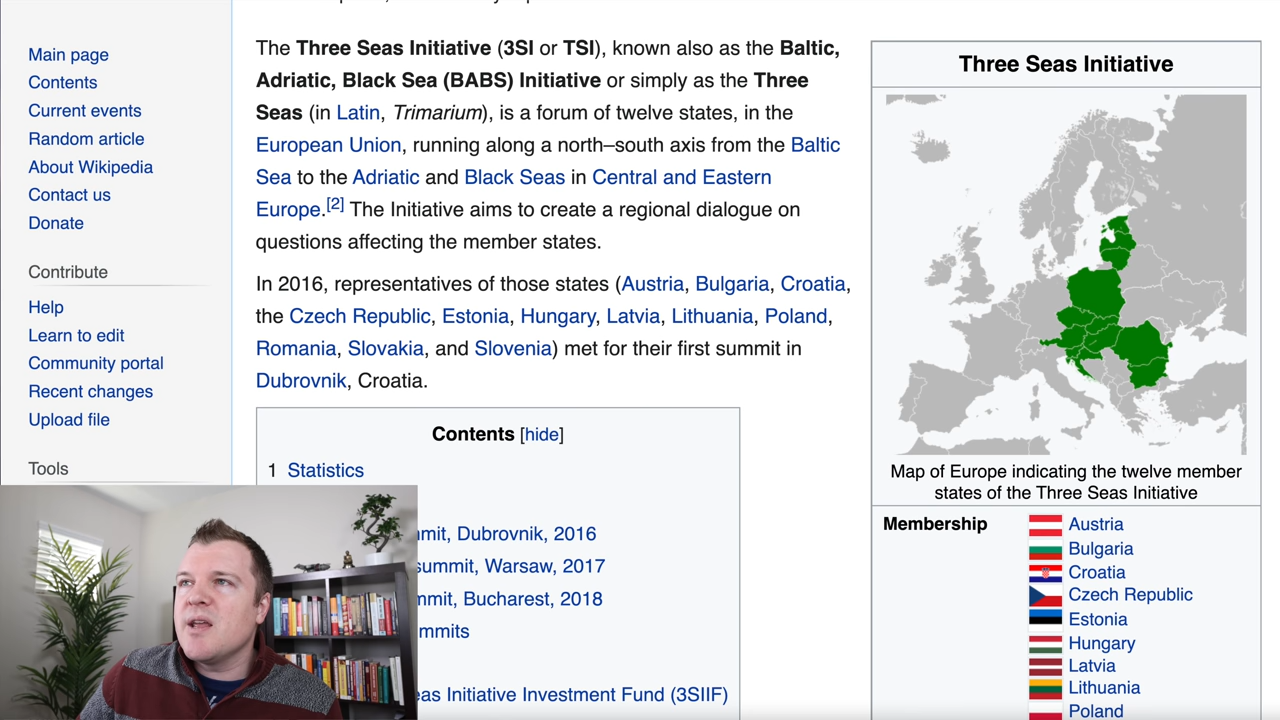 Main page
Contents
Current events
Random article
About Wikipedia
Contact us
Donate
Contribute
Help
Learn to edit
Community portal
Recent changes
Upload file
Tools
The Three Seas Initiative (3SI or TSI), known also as the Baltic,
Adriatic, Black Sea (BABS) Initiative or simply as the Three
Seas (in Latin, Trimarium), is a forum of twelve states, in the
European Union, running along a north–south axis from the Baltic
Sea to the Adriatic and Black Seas in Central and Eastern
Europe.[2] The Initiative aims to create a regional dialogue on
questions affecting the member states.
In 2016, representatives of those states (Austria, Bulgaria, Croatia,
the Czech Republic, Estonia, Hungary, Latvia, Lithuania, Poland,
Romania, Slovakia, and Slovenia) met for their first summit in
Dubrovnik, Croatia.
Contents [hide]
1 Statistics
mmit, Dubrovnik, 2016
summit, Warsaw, 2017
mmit, Bucharest, 2018
mmits
eas Initiative Investment Fund (3SIIF)
Three Seas Initiative
Map of Europe indicating the twelve member
states of the Three Seas Initiative
Membership
Austria
Bulgaria
Croatia
Czech Republic
Estonia
Hungary
Latvia
Lithuania
Poland